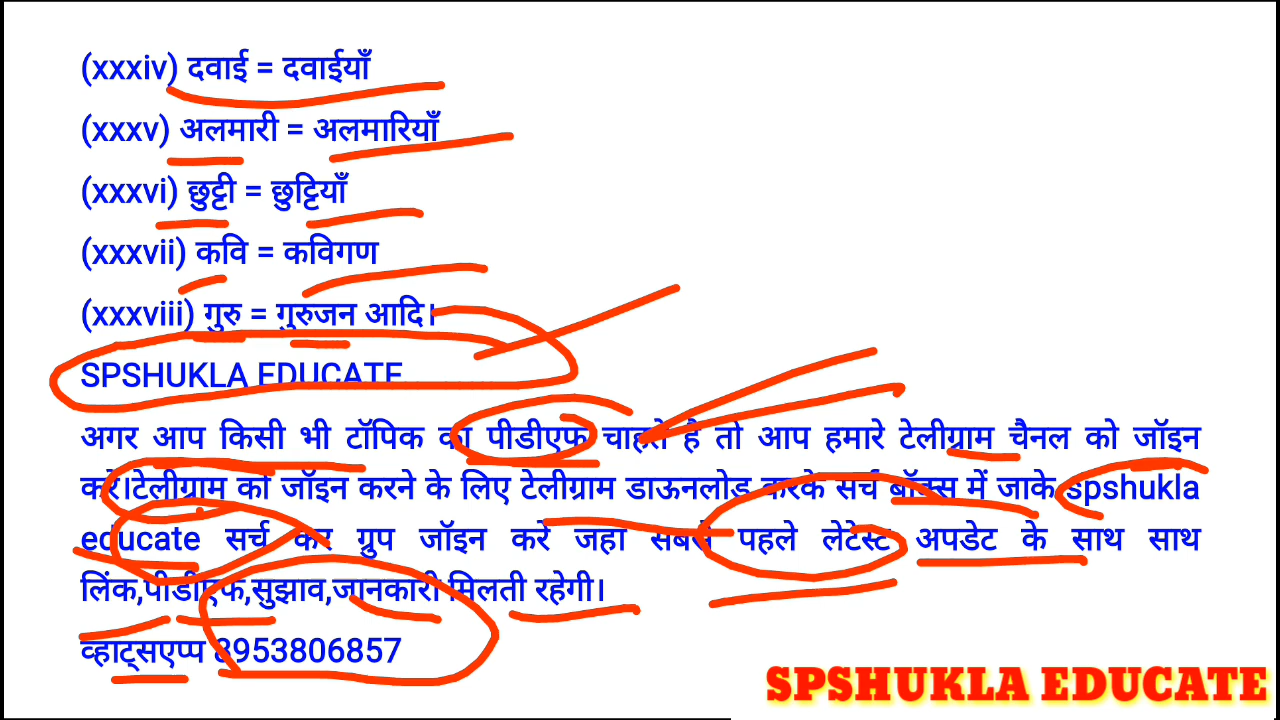 (xxxiv) दवाई = दवाईयाँ
(xxxv) अलमारी = अलमारियाँ
(xxxvi) छुट्टी = छुट्टियाँ
(xxxvii) कवि = कविगण
(xxxviii) गुरु = गुरुजन आदि।
SPSHUKLA EDUCATE
अगर आप किसी भी टॉपिक का पीडीएफ चाहते है तो आप हमारे टेलीग्राम चैनल को जॉइन
करे।टेलीग्राम को जॉइन करने के लिए टेलीग्राम डाऊनलोड करके सर्च बॉक्स में जाके spshukla
educate सर्च कर ग्रुप जॉइन करें जहा सबसे पहले लेटेस्ट अपडेट के साथ साथ
लिंक,पीडीएफ,सुझाव,जानकारी मिलती रहेगी।
व्हाट्सएप्प 8953806857
SPSHUKLA EDUCATE